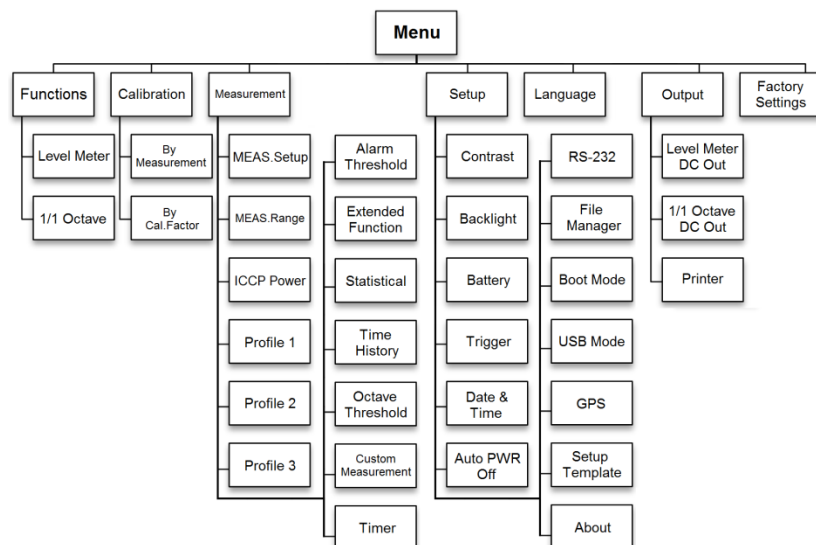 Menu
Functions
Calibration
Measurement
Setup
Language
Output
Factory
Settings
Level Meter
1/1 Octave
By
Measurement
By
Cal.Factor
MEAS.Setup
MEAS.Range
ICCP Power
Profile 1
Profile 2
Profile 3
Alarm
Threshold
Extended
Function
Statistical
Time
History
Octave
Threshold
Custom
Measurement
Timer
Contrast
Backlight
Battery
Trigger
Date &
Time
Auto PWR
Off
RS-232
File
Manager
Boot Mode
USB Mode
GPS
Setup
Template
About
Level Meter
DC Out
1/1 Octave
DC Out
Printer